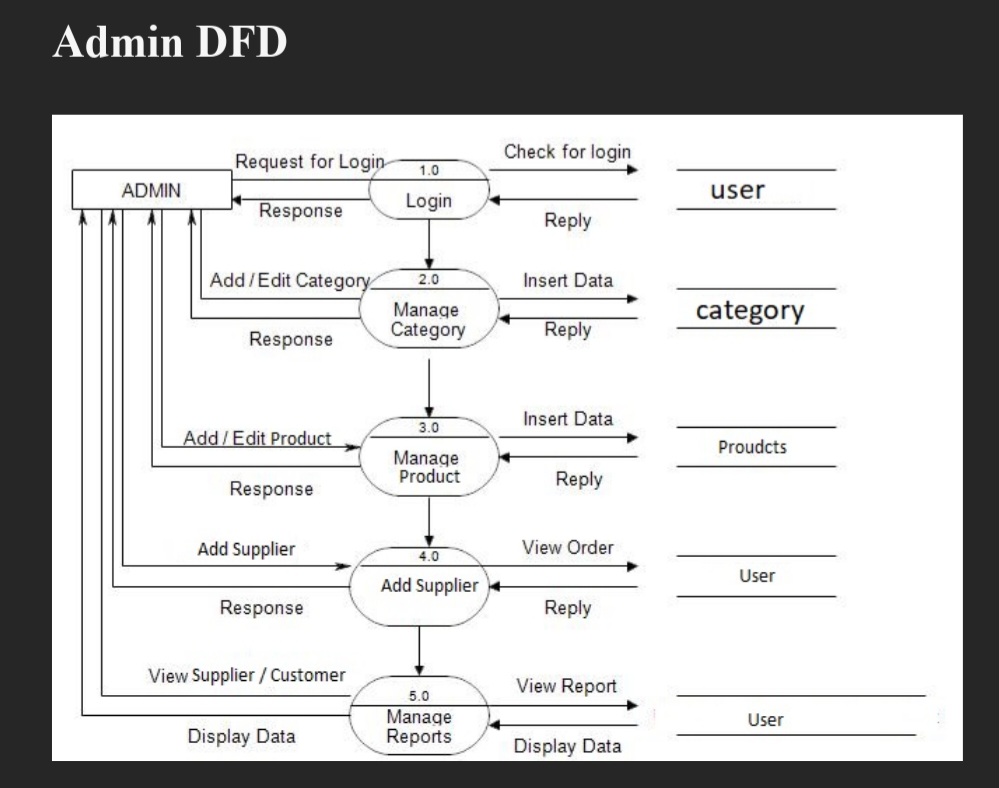 Admin DFD
Request for Login
1.0
Check for login
ADMIN
Login
user
Response
Reply
Add / Edit Category
2.0
Insert Data
Manage
Category
category
Response
Reply
3.0
Insert Data
Add / Edit Product
Manage
Product
Proudcts
Response
Reply
Add Supplier
4.0
View Order
Add Supplier
User
Response
Reply
View Supplier / Customer
5.0
View Report
Manage
Reports
User
Display Data
Display Data